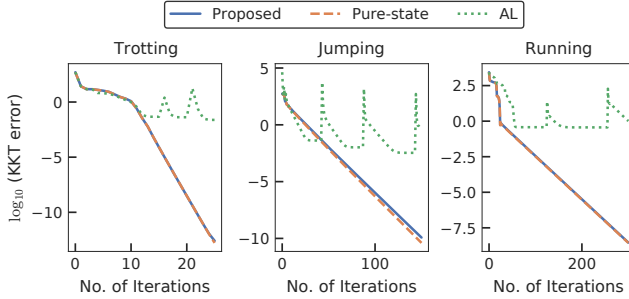 Proposed Pure-state AL
Trotting Jumping Running
log10 (KKT error)
0
−5
−10
0 10 20
No. of Iterations
5
0
−5
−10
0 100
No. of Iterations
2.5
0.0
−2.5
−5.0
−7.5
0 200
No. of Iterations